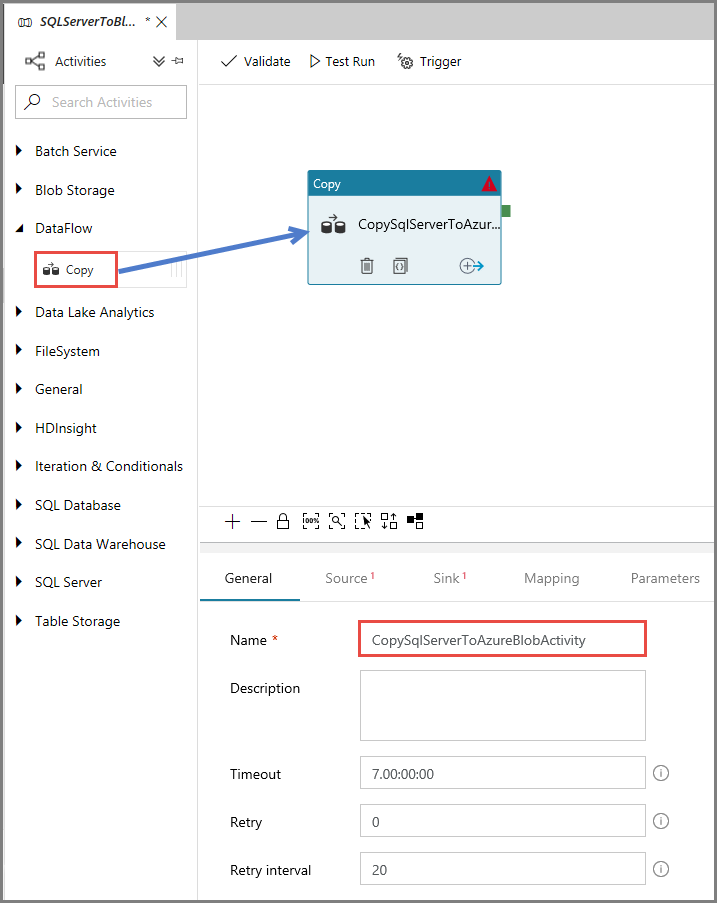 SQLServerToBl... *
Activities
Search Activities
Batch Service
Blob Storage
DataFlow
Copy
Data Lake Analytics
FileSystem
General
HDInsight
Iteration & Conditionals
SQL Database
SQL Data Warehouse
SQL Server
Table Storage
Validate Test Run Trigger
Copy
CopySqlServerToAzur...
100%
General Source 1 Sink 1 Mapping Parameters
Name * CopySqlServerToAzureBlobActivity
Description
Timeout 7.00:00:00
Retry 0
Retry interval 20